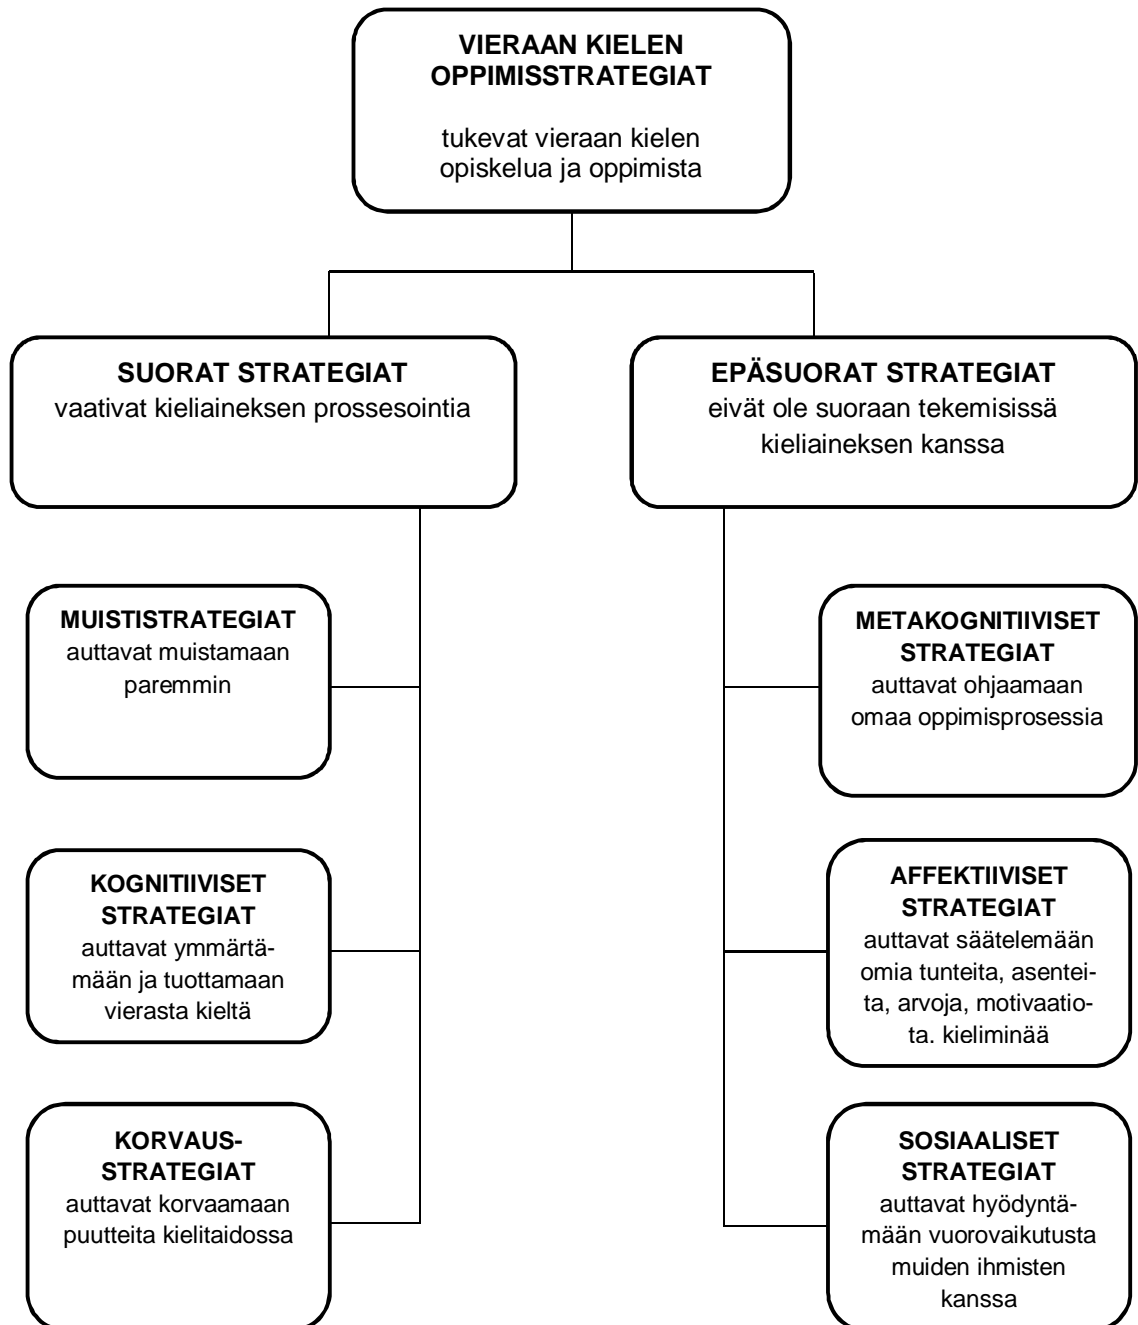 VIERAAN KIELEN
OPPIMISSTRATEGIAT
tukevat vieraan kielen
opiskelua ja oppimista
SUORAT STRATEGIAT
vaativat kieliaineksen prossesointia
EPÄSUORAT STRATEGIAT
eivät ole suoraan tekemisissä
kieliaineksen kanssa
MUISTISTRATEGIAT
auttavat muistamaan
paremmin
METAKOGNITIIVISET
STRATEGIAT
auttavat ohjaamaan
omaa oppimisprosessia
KOGNITIIVISET
STRATEGIAT
auttavat ymmärtä-
mään ja tuottamaan
vierasta kieltä
AFFEKTIIVISET
STRATEGIAT
auttavat säätelemään
omia tunteita, asentei-
ta, arvoja, motivaatio-
ta. kieliminää
KORVAUS-
STRATEGIAT
auttavat korvaamaan
puutteita kielitaidossa
SOSIAALISET
STRATEGIAT
auttavat hyödyntä-
mään vuorovaikutusta
muiden ihmisten
kanssa